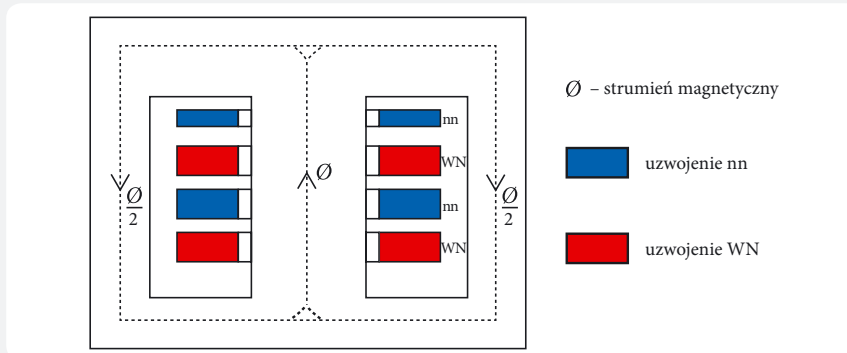 nn
WN
nn
WN
Ø
Ø
2
Ø
2
Ø – strumień magnetyczny
uzwojenie nn
uzwojenie WN